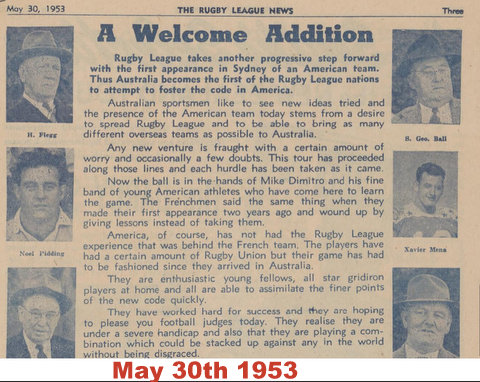 May 30, 1953 THE RUGBY LEAGUE NEWS Three
A Welcome Addition
Rugby League takes another progressive step forward
with the first appearance in Sydney of an American team.
Thus Australia becomes the first of the Rugby League nations
to attempt to foster the code in America.
Australian sportsmen like to see new ideas tried and
the presence of the American team today stems from a desire
to spread Rugby League and to be able to bring as many
different overseas teams as possible to Australia.
Any new venture is fraught with a certain amount of
worry and occasionally a few doubts. This tour has proceeded
along those lines and each hurdle has been taken as it came.
Now the ball is in the hands of Mike Dimitro and his fine
band of young American athletes who have come here to learn
the game. The Frenchmen said the same thing when they
made their first appearance two years ago and wound up by
giving lessons instead of taking them.
America, of course, has not had the Rugby League
experience that was behind the French team. The players have
had a certain amount of Rugby Union but their game has had
to be fashioned since they arrived in Australia.
They are enthusiastic young fellows, all star gridiron
players at home and all are able to assimilate the finer points
of the new code quickly.
They have worked hard for success and they are hoping
to please you football judges today. They realise they are
under a severe handicap and also that they are playing a com-
bination which could be stacked up against any in the world
without being disgraced.
H. Flegg
Noel Pidding
S. Geo. Ball
Xavier Mena
May 30th 1953